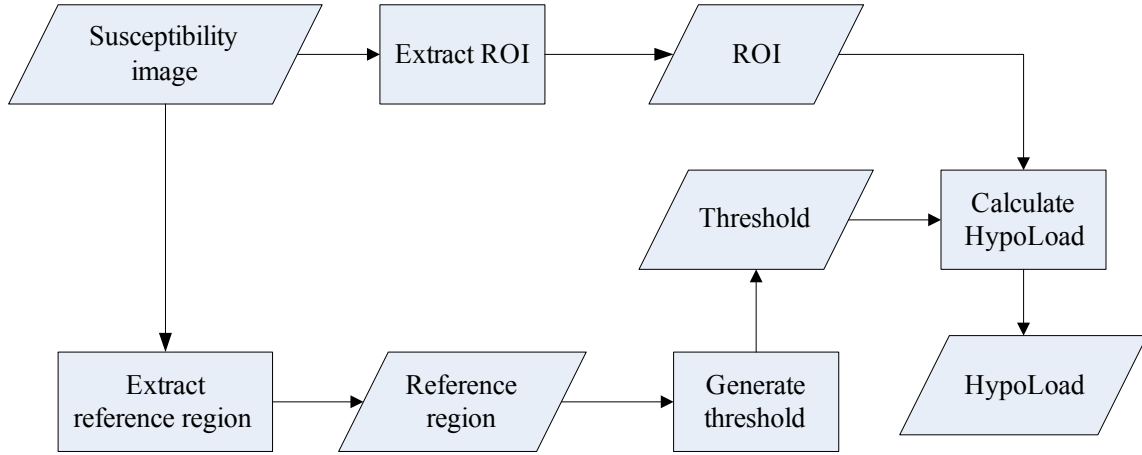 Susceptibility
image
Extract ROI
ROI
Threshold
Calculate
HypoLoad
Extract
reference region
Reference
region
Generate
threshold
HypoLoad